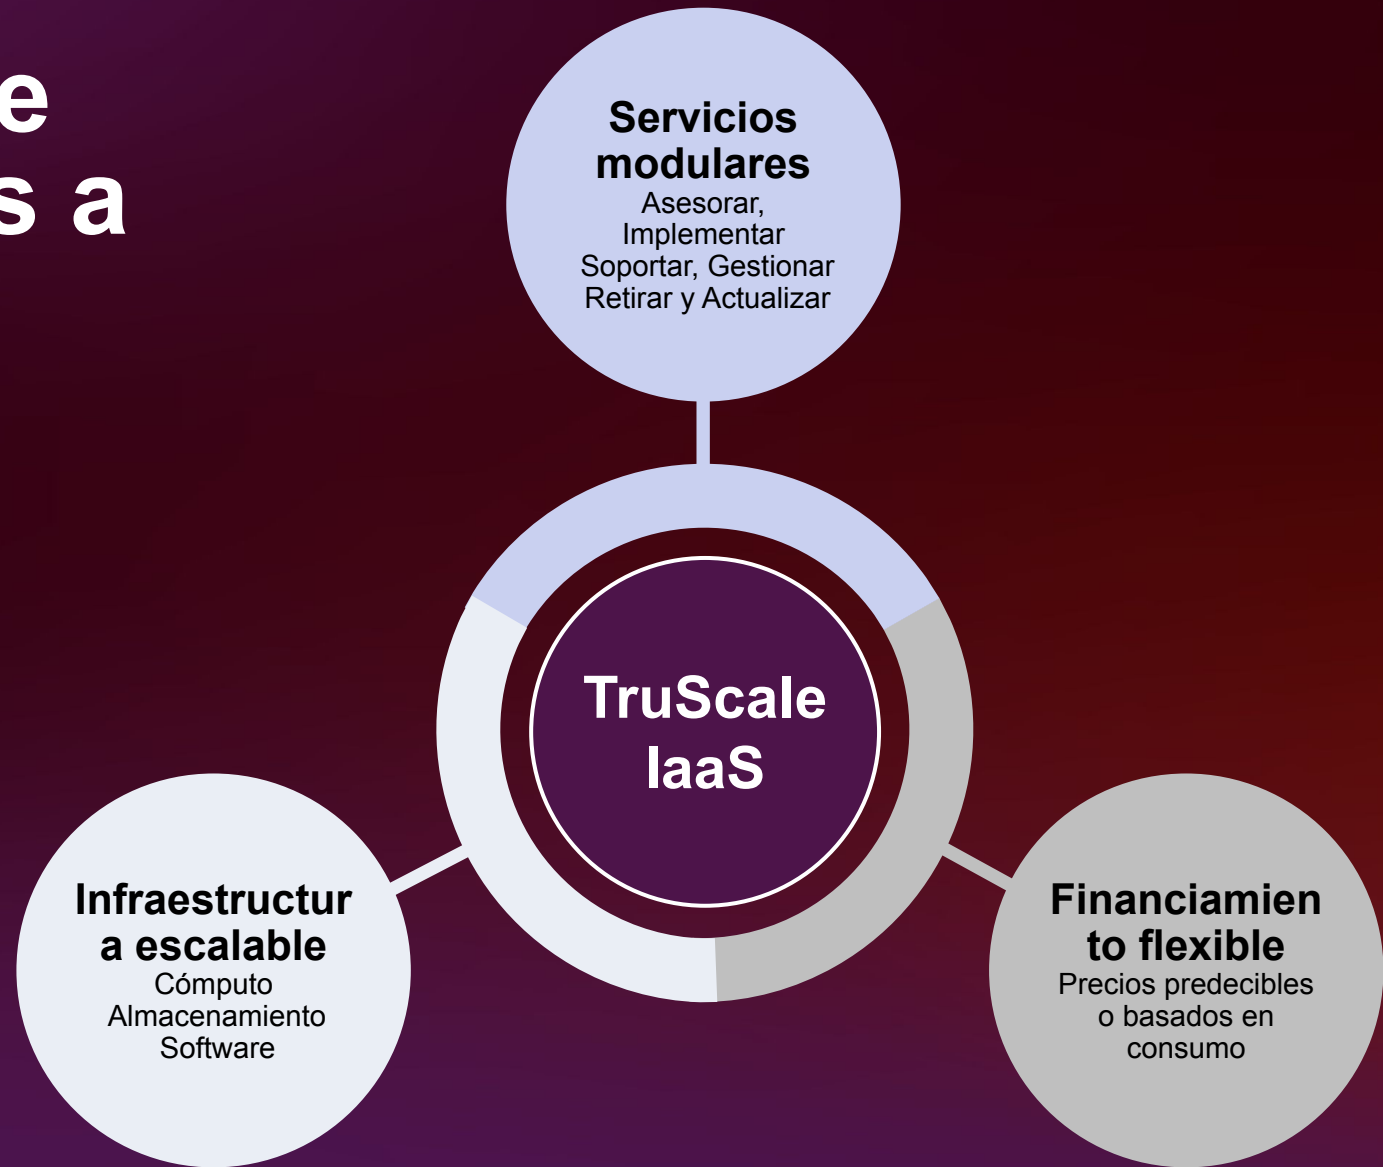 e
s a
Servicios
modulares
Asesorar,
Implementar
Soportar, Gestionar
Retirar y Actualizar
TruScale
IaaS
Infraestructur
a escalable
Cómputo
Almacenamiento
Software
Financiamien
to flexible
Precios predecibles
o basados en
consumo